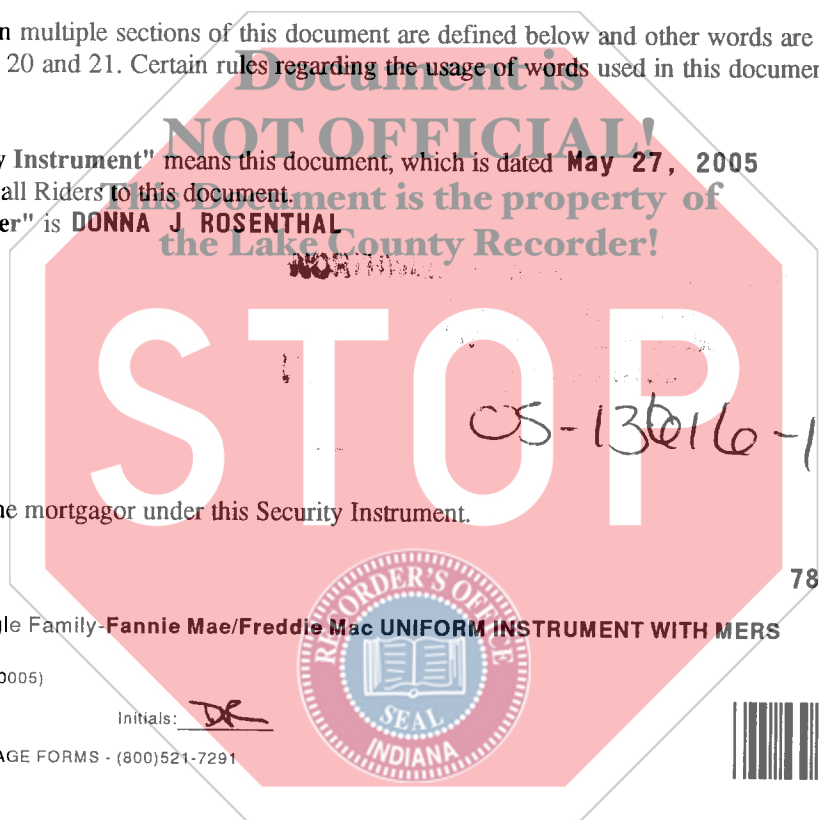 n multiple sections of this document are defined below and other words are
20 and 21. Certain rules regarding the usage of words used in this documen
Document is
NOT OFFICIAL!
y Instrument" means this document, which is dated May 27, 2005
all Riders to this document.
This Document is the property of
er" is DONNA J ROSENTHAL
the Lake County Recorder!
STOP
ne mortgagor under this Security Instrument.
78
RECORDER'S OFFICE
gle Family-Fannie Mae/Freddie Mac UNIFORM INSTRUMENT WITH MERS
0005)
Initials: DR
SEAL
INDIANA
AGE FORMS - (800)521-7291